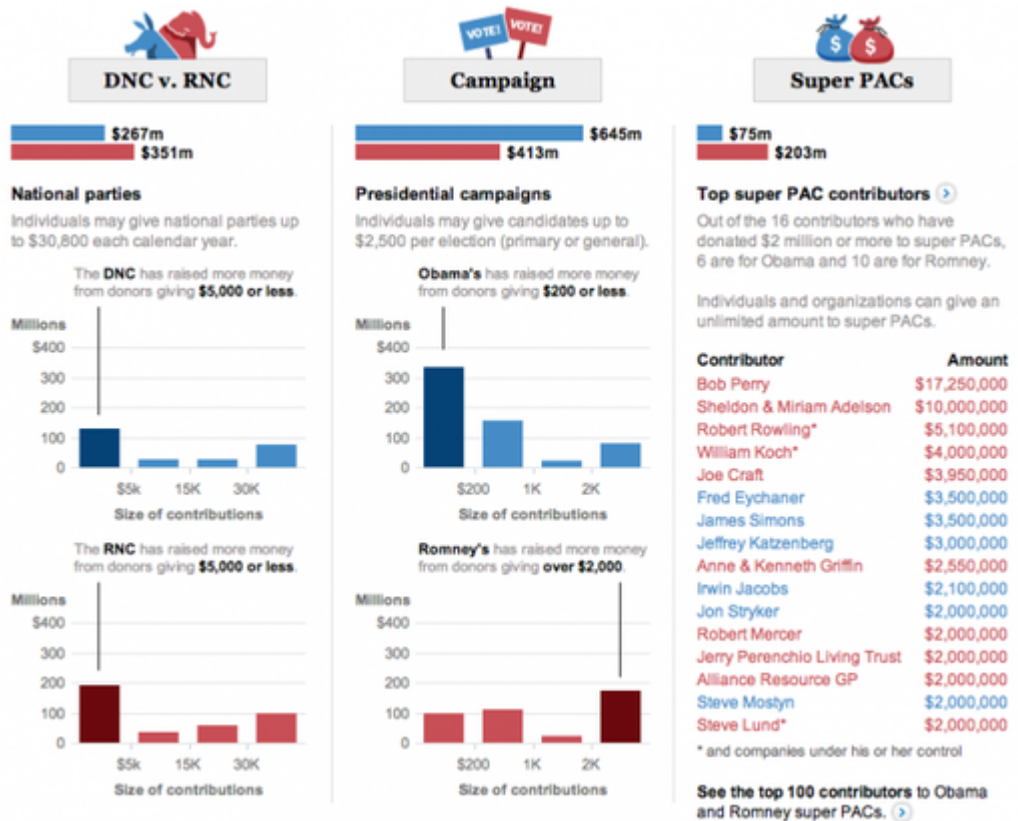 VOTE! VOTE!
$ $
DNC v. RNC
Campaign
Super PACs
$267m
$351m
National parties
Individuals may give national parties up
to $30,800 each calendar year.
The DNC has raised more money
from donors giving $5,000 or less.
Millions
$400
300
200
100
0
$5k 15K 30K
Size of contributions
The RNC has raised more money
from donors giving $5,000 or less.
Millions
$400
300
200
100
0
$5k 15K 30K
Size of contributions
$645m
$413m
Presidential campaigns
Individuals may give candidates up to
$2,500 per election (primary or general).
Obama's has raised more money
from donors giving $200 or less.
Millions
$400
300
200
100
0
$200 1K 2K
Size of contributions
Romney's has raised more money
from donors giving over $2,000.
Millions
$400
300
200
100
0
$200 1K 2K
Size of contributions
$75m
$203m
Top super PAC contributors
Out of the 16 contributors who have
donated $2 million or more to super PACs,
6 are for Obama and 10 are for Romney.
Individuals and organizations can give an
unlimited amount to super PACs.
Contributor Amount
Bob Perry $17,250,000
Sheldon & Miriam Adelson $10,000,000
Robert Rowling* $5,100,000
William Koch* $4,000,000
Joe Craft $3,950,000
Fred Eychaner $3,500,000
James Simons $3,500,000
Jeffrey Katzenberg $3,000,000
Anne & Kenneth Griffin $2,550,000
Irwin Jacobs $2,100,000
Jon Stryker $2,000,000
Robert Mercer $2,000,000
Jerry Perenchio Living Trust $2,000,000
Alliance Resource GP $2,000,000
Steve Mostyn $2,000,000
Steve Lund* $2,000,000
* and companies under his or her control
See the top 100 contributors to Obama
and Romney super PACs.